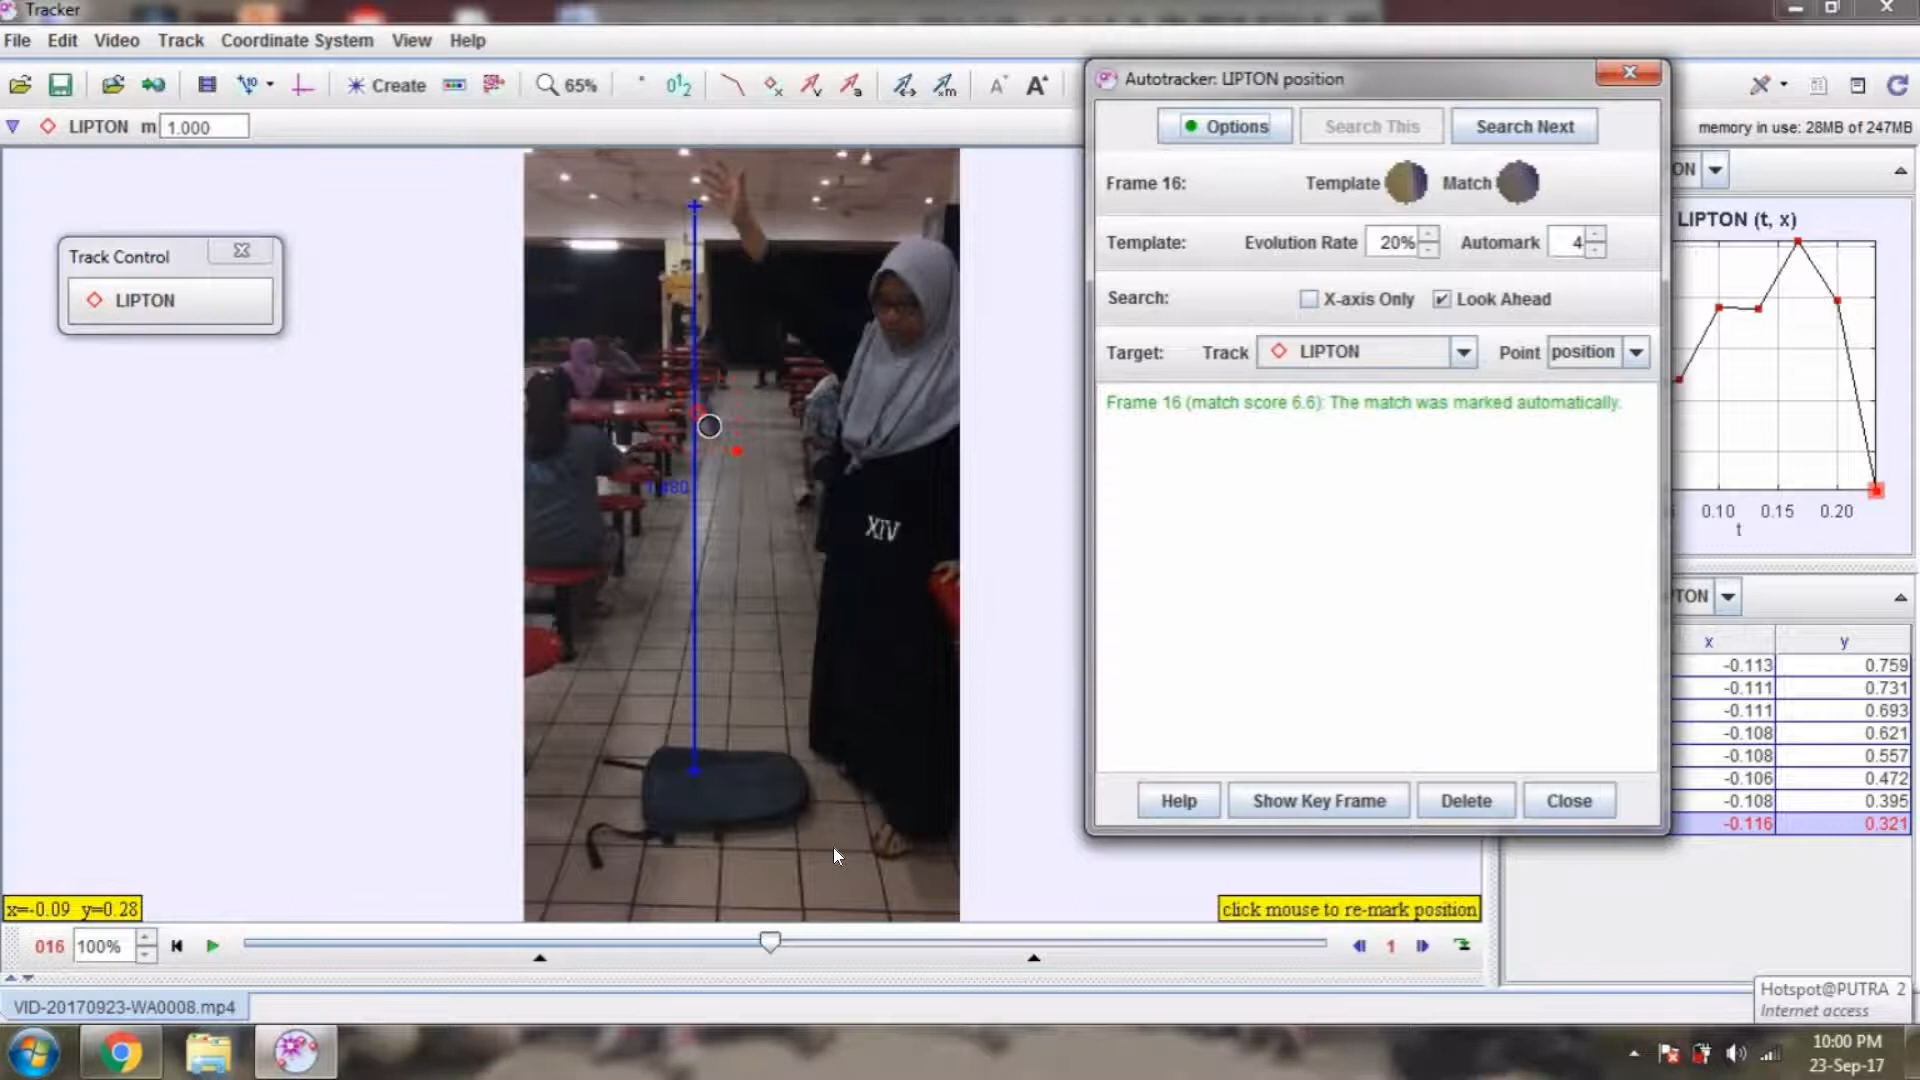 Tracker
File Edit Video Track Coordinate System View Help
Create 65%
LIPTON m 1.000
memory in use: 28MB of 247MB
Track Control
LIPTON
1.480
XIV
Autotracker: LIPTON position
Options Search This Search Next
Frame 16: Template Match
Template: Evolution Rate 20% Automark 4
Search: X-axis Only Look Ahead
Target: Track LIPTON Point position
Frame 16 (match score 6.6): The match was marked automatically.
Help Show Key Frame Delete Close
LIPTON (t, x)
0.10 0.15 0.20
t
x y
-0.113 0.759
-0.111 0.731
-0.111 0.693
-0.108 0.621
-0.108 0.557
-0.106 0.472
-0.108 0.395
-0.116 0.321
x=-0.09 y=0.28
click mouse to re-mark position
016 100% 1
VID-20170923-WA0008.mp4
Hotspot@PUTRA 2
Internet access
10:00 PM
23-Sep-17